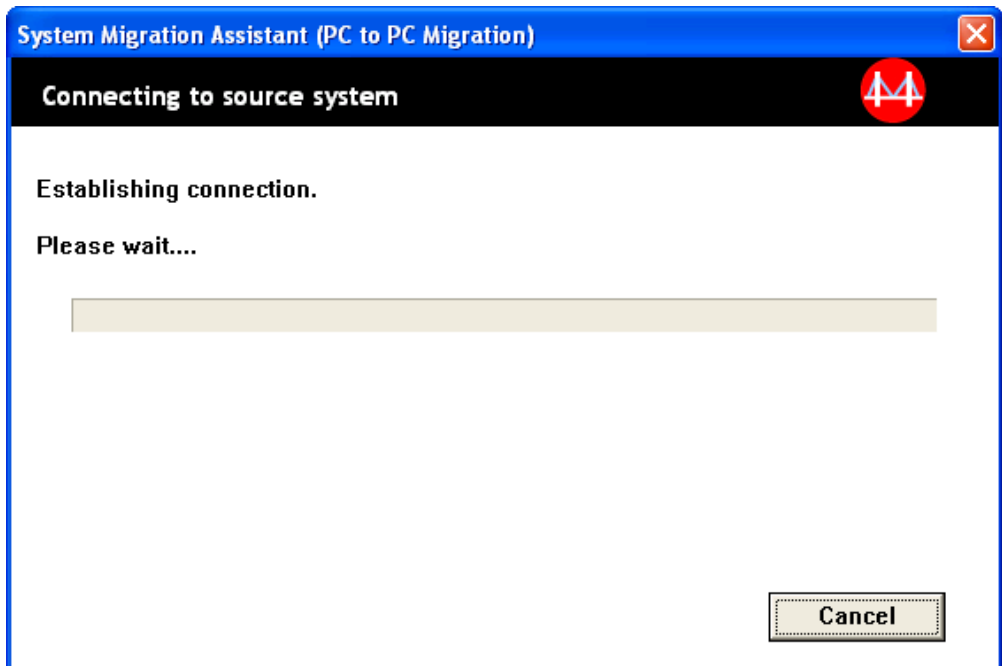 System Migration Assistant (PC to PC Migration)
Connecting to source system
Establishing connection.
Please wait....
Cancel